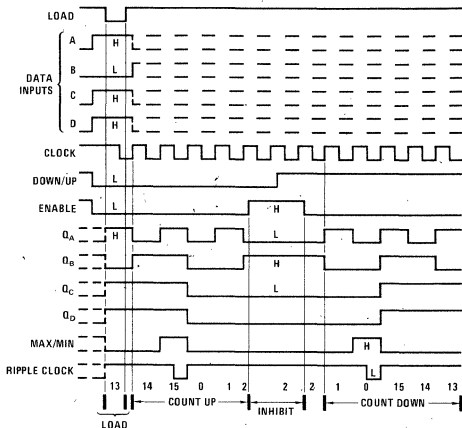 LOAD
A H
B L
DATA
INPUTS
C H
D H
CLOCK
DOWN/UP L
ENABLE L H
QA H L
QB H
QC L
QD
MAX/MIN H
RIPPLE CLOCK L
13 14 15 0 1 2 2 2 1 0 15 14 13
COUNT UP INHIBIT COUNT DOWN
LOAD